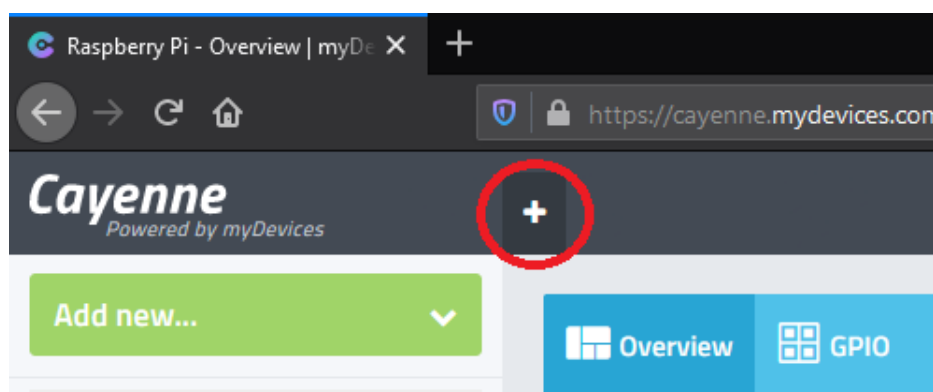 Raspberry Pi - Overview | myDe
https://cayenne.mydevices.com
Cayenne
Powered by myDevices
Add new...
Overview
GPIO